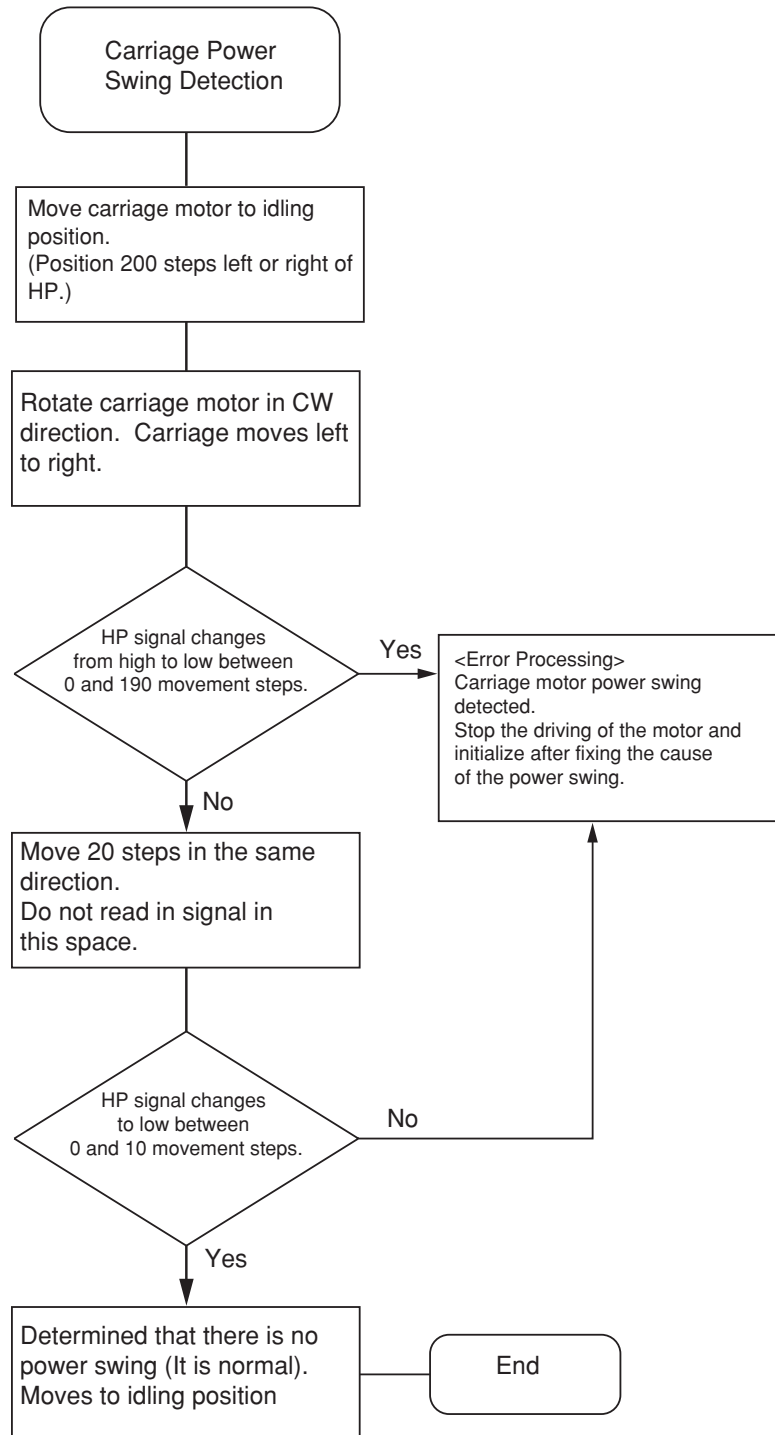 Carriage Power
Swing Detection
Move carriage motor to idling
position.
(Position 200 steps left or right of
HP.)
Rotate carriage motor in CW
direction.  Carriage moves left
to right.
HP signal changes
from high to low between
0 and 190 movement steps.
Yes
<Error Processing>
Carriage motor power swing
detected.
Stop the driving of the motor and
initialize after fixing the cause
of the power swing.
No
Move 20 steps in the same
direction.
Do not read in signal in
this space.
HP signal changes
to low between
0 and 10 movement steps.
No
Yes
Determined that there is no
power swing (It is normal).
Moves to idling position
End